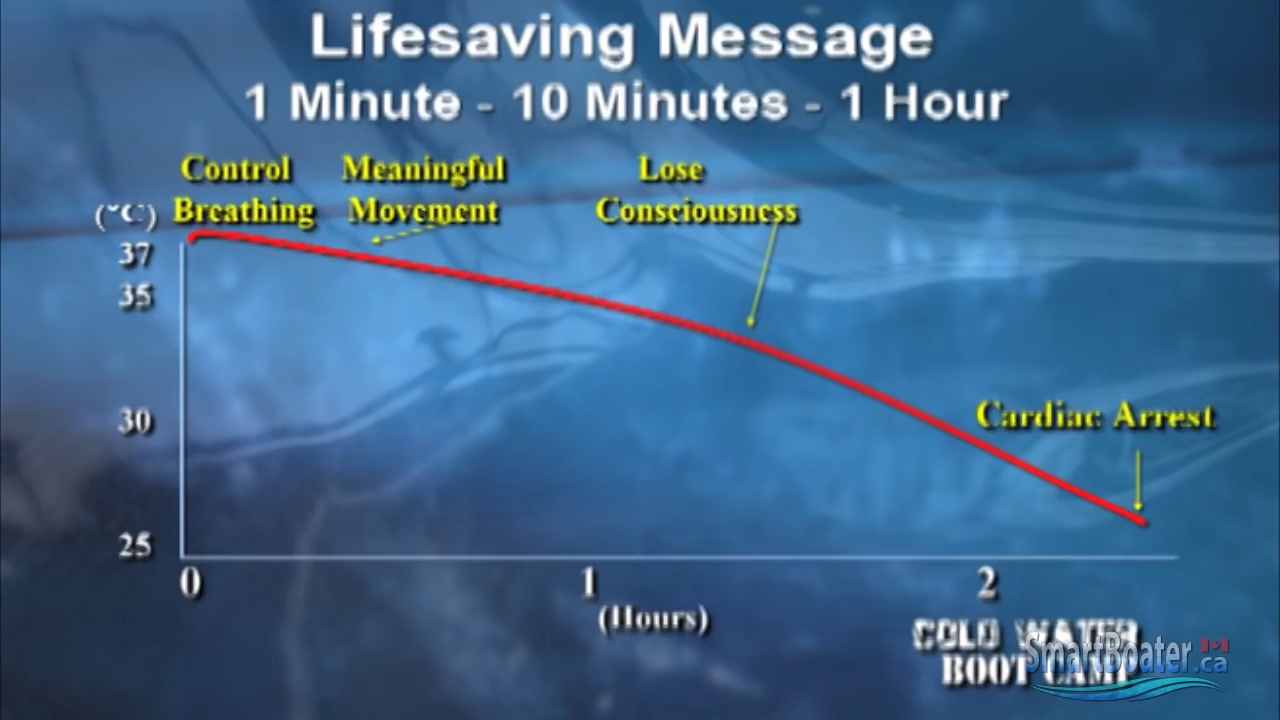 Lifesaving Message
1 Minute - 10 Minutes - 1 Hour
Control
Breathing
Meaningful
Movement
Lose
Consciousness
(°C)
37
35
30
25
Cardiac Arrest
0
1
2
(Hours)
COLD WATER
BOOT CAMP
SmartBoater.ca